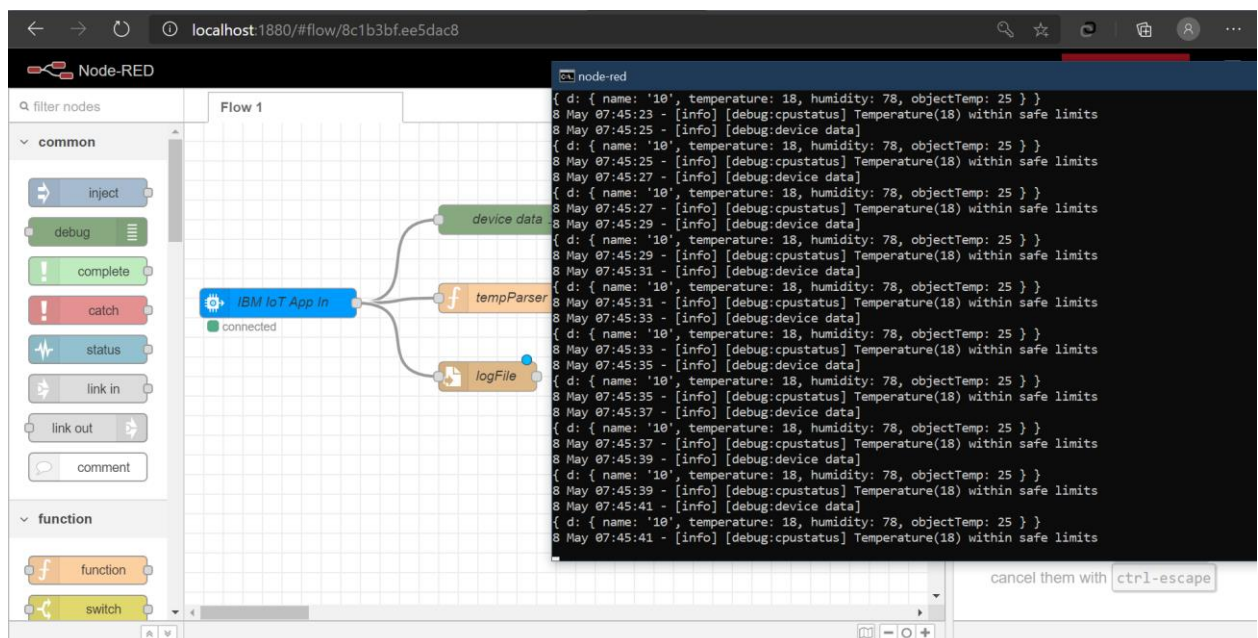 localhost:1880/#flow/8c1b3bf.ee5dac8
Node-RED
filter nodes
common
inject
debug
complete
catch
status
link in
link out
comment
function
function
switch
Flow 1
device data
IBM IoT App In
connected
tempParser
logFile
node-red
{ d: { name: '10', temperature: 18, humidity: 78, objectTemp: 25 } }
8 May 07:45:23 - [info] [debug:cpustatus] Temperature(18) within safe limits
8 May 07:45:25 - [info] [debug:device data]
{ d: { name: '10', temperature: 18, humidity: 78, objectTemp: 25 } }
8 May 07:45:25 - [info] [debug:cpustatus] Temperature(18) within safe limits
8 May 07:45:27 - [info] [debug:device data]
{ d: { name: '10', temperature: 18, humidity: 78, objectTemp: 25 } }
8 May 07:45:27 - [info] [debug:cpustatus] Temperature(18) within safe limits
8 May 07:45:29 - [info] [debug:device data]
{ d: { name: '10', temperature: 18, humidity: 78, objectTemp: 25 } }
8 May 07:45:29 - [info] [debug:cpustatus] Temperature(18) within safe limits
8 May 07:45:31 - [info] [debug:device data]
{ d: { name: '10', temperature: 18, humidity: 78, objectTemp: 25 } }
8 May 07:45:31 - [info] [debug:cpustatus] Temperature(18) within safe limits
8 May 07:45:33 - [info] [debug:device data]
{ d: { name: '10', temperature: 18, humidity: 78, objectTemp: 25 } }
8 May 07:45:33 - [info] [debug:cpustatus] Temperature(18) within safe limits
8 May 07:45:35 - [info] [debug:device data]
{ d: { name: '10', temperature: 18, humidity: 78, objectTemp: 25 } }
8 May 07:45:35 - [info] [debug:cpustatus] Temperature(18) within safe limits
8 May 07:45:37 - [info] [debug:device data]
{ d: { name: '10', temperature: 18, humidity: 78, objectTemp: 25 } }
8 May 07:45:37 - [info] [debug:cpustatus] Temperature(18) within safe limits
8 May 07:45:39 - [info] [debug:device data]
{ d: { name: '10', temperature: 18, humidity: 78, objectTemp: 25 } }
8 May 07:45:39 - [info] [debug:cpustatus] Temperature(18) within safe limits
8 May 07:45:41 - [info] [debug:device data]
{ d: { name: '10', temperature: 18, humidity: 78, objectTemp: 25 } }
8 May 07:45:41 - [info] [debug:cpustatus] Temperature(18) within safe limits
cancel them with ctrl-escape